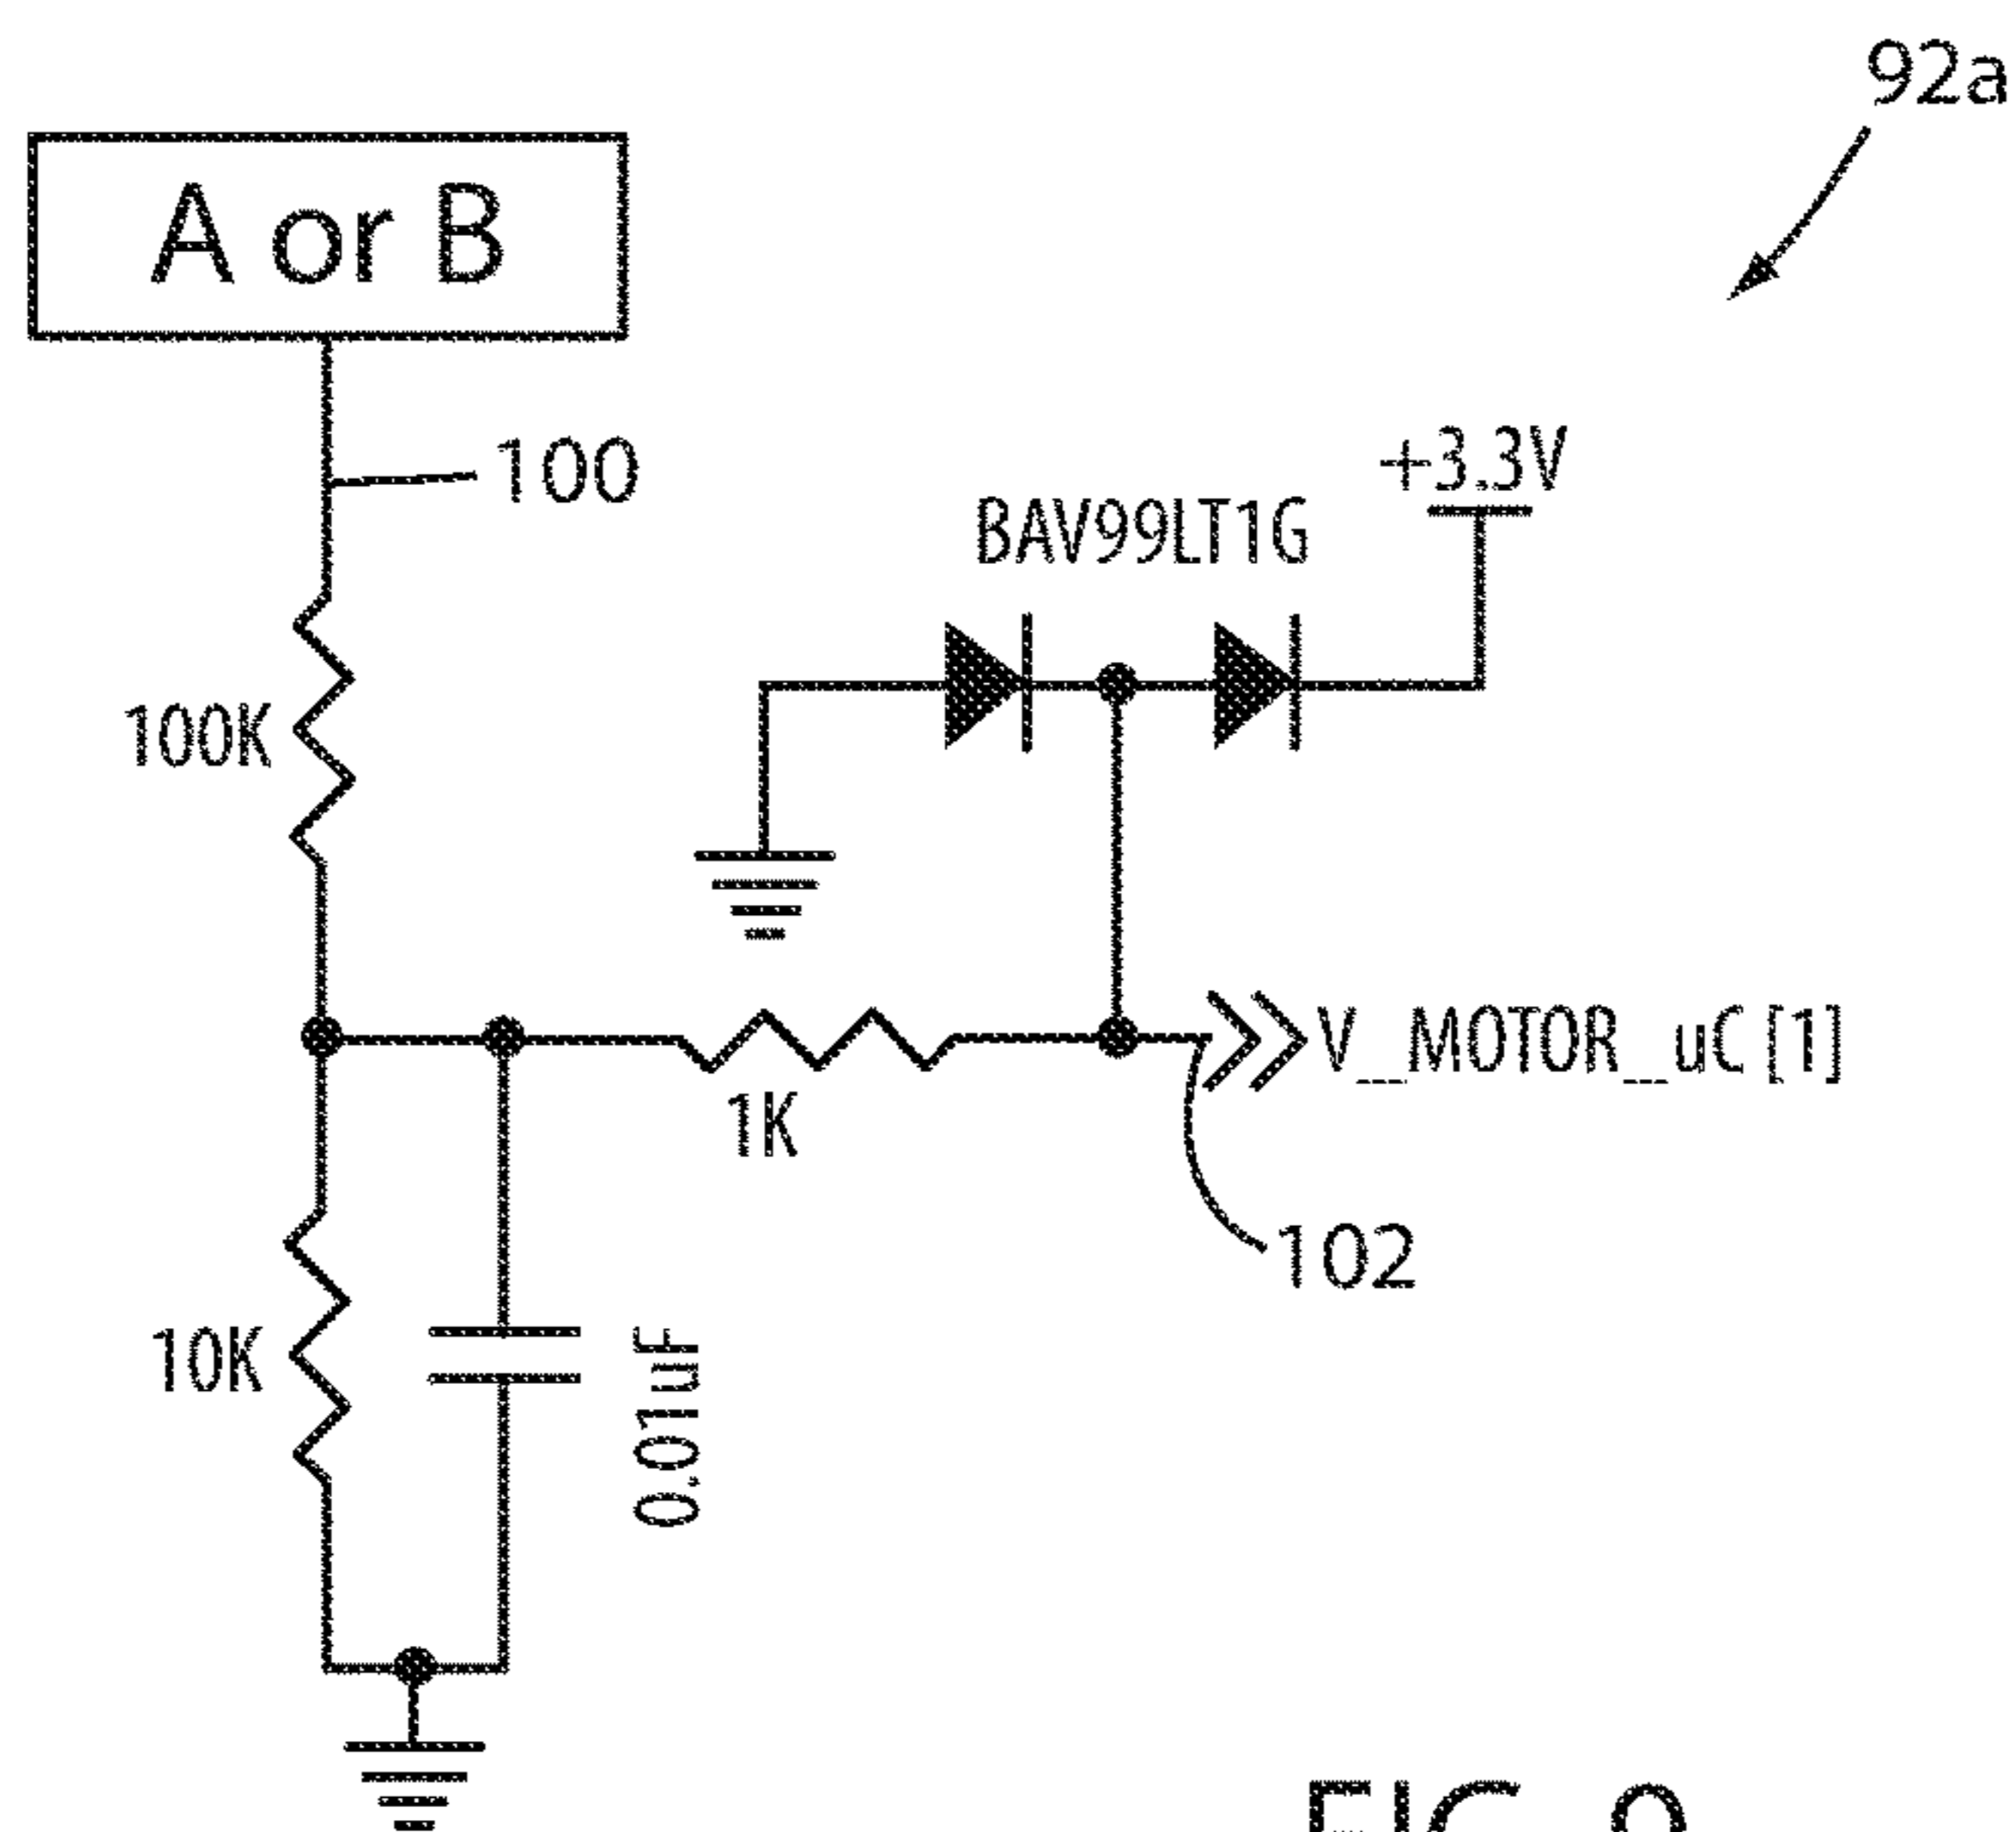 92a
A or B
100
+3.3V
BAV99LT1G
100K
V_MOTOR_uC [1]
1K
102
10K
0.01uF